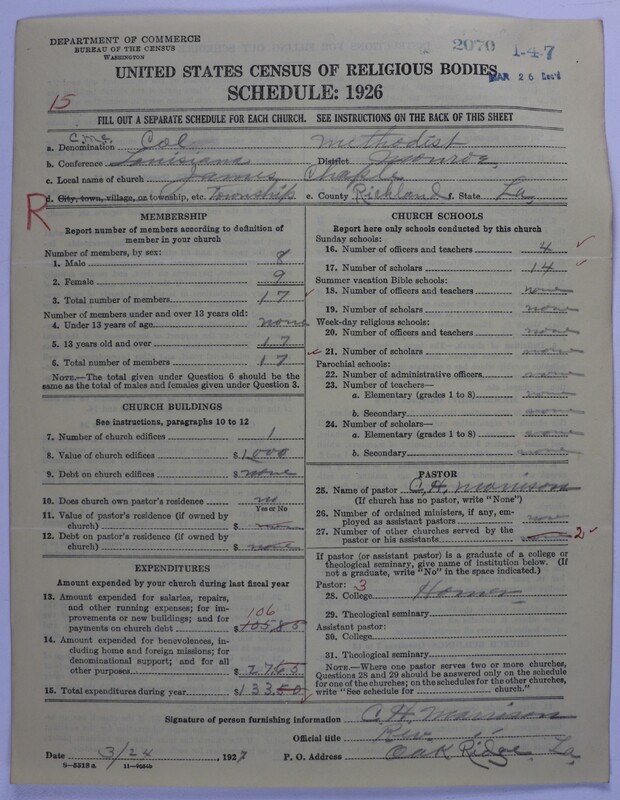 DEPARTMENT OF COMMERCE
BUREAU OF THE CENSUS
WASHINGTON
2070 1-4-7
MAR 26 Rec'd
UNITED STATES CENSUS OF RELIGIOUS BODIES
SCHEDULE: 1926
15
FILL OUT A SEPARATE SCHEDULE FOR EACH CHURCH. SEE INSTRUCTIONS ON THE BACK OF THIS SHEET
C.M.E.
a. Denomination Col Methodist
b. Conference Louisiana District Monroe
c. Local name of church James Chaple
d. City, town, village, or township, etc. Township e. County Richland f. State La
R
MEMBERSHIP
Report number of members according to definition of
member in your church
Number of members, by sex:
1. Male 8
2. Female 9
3. Total number of members 17
Number of members under and over 13 years old:
4. Under 13 years of age none
5. 13 years old and over 17
6. Total number of members 17
NOTE.—The total given under Question 6 should be
same as the total of males and females given under Question 3.
CHURCH BUILDINGS
See instructions, paragraphs 10 to 12
7. Number of church edifices 1
8. Value of church edifices $ 1000
9. Debt on church edifices $ none
10. Does church own pastor's residence no
Yes or No
11. Value of pastor's residence (if owned by
church) $ none
12. Debt on pastor's residence (if owned by
church) $ none
EXPENDITURES
Amount expended by your church during last fiscal year
13. Amount expended for salaries, repairs,
and other running expenses; for im-
provements or new buildings; and for
payments on church debt $ 105.85
106
14. Amount expended for benevolences, in-
cluding home and foreign missions; for
denominational support; and for all
other purposes $ 27.65
15. Total expenditures during year $ 133.50
CHURCH SCHOOLS
Report here only schools conducted by this church
Sunday schools:
16. Number of officers and teachers 4
17. Number of scholars 14
Summer vacation Bible schools:
18. Number of officers and teachers none
19. Number of scholars none
Week-day religious schools:
20. Number of officers and teachers none
21. Number of scholars none
Parochial schools:
22. Number of administrative officers none
23. Number of teachers—
a. Elementary (grades 1 to 8) none
b. Secondary none
24. Number of scholars—
a. Elementary (grades 1 to 8) none
b. Secondary none
PASTOR
25. Name of pastor C. H. Marrison
(If church has no pastor, write "None")
26. Number of ordained ministers, if any, em-
ployed as assistant pastors none
27. Number of other churches served by the
pastor or his assistants 2
If pastor (or assistant pastor) is a graduate of a college or
theological seminary, give name of institution below. (If
not a graduate, write "No" in the space indicated.)
Pastor: 3
28. College Homer
29. Theological seminary
Assistant pastor:
30. College
31. Theological seminary
NOTE.—Where one pastor serves two or more churches,
Questions 28 and 29 should be answered only on the schedule
for one of the churches; on the schedules for the other churches,
write "See schedule for church."
Signature of person furnishing information C. H. Marrison
Official title Rev.
Date 3/24, 1927 P. O. Address Oak Ridge, La
8—5318 a